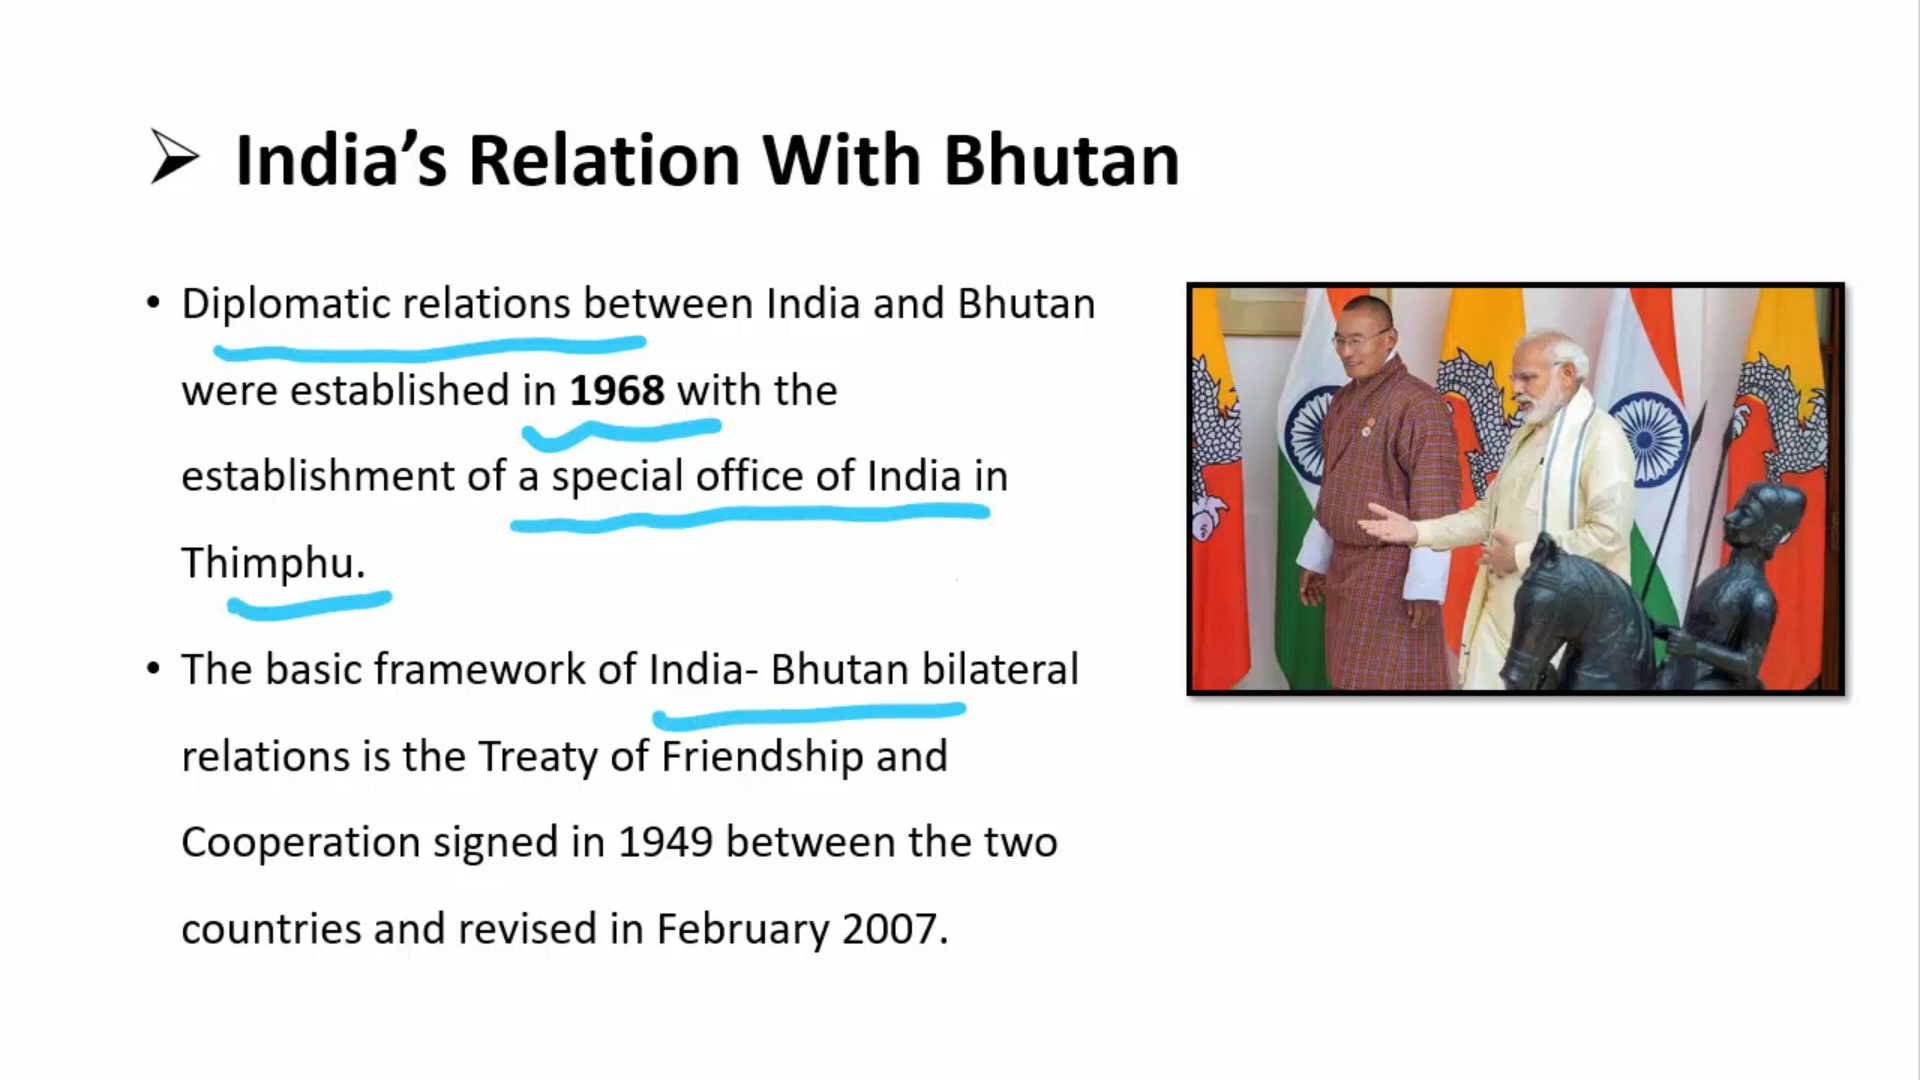 India’s Relation With Bhutan
• Diplomatic relations between India and Bhutan
were established in 1968 with the
establishment of a special office of India in
Thimphu.
• The basic framework of India- Bhutan bilateral
relations is the Treaty of Friendship and
Cooperation signed in 1949 between the two
countries and revised in February 2007.